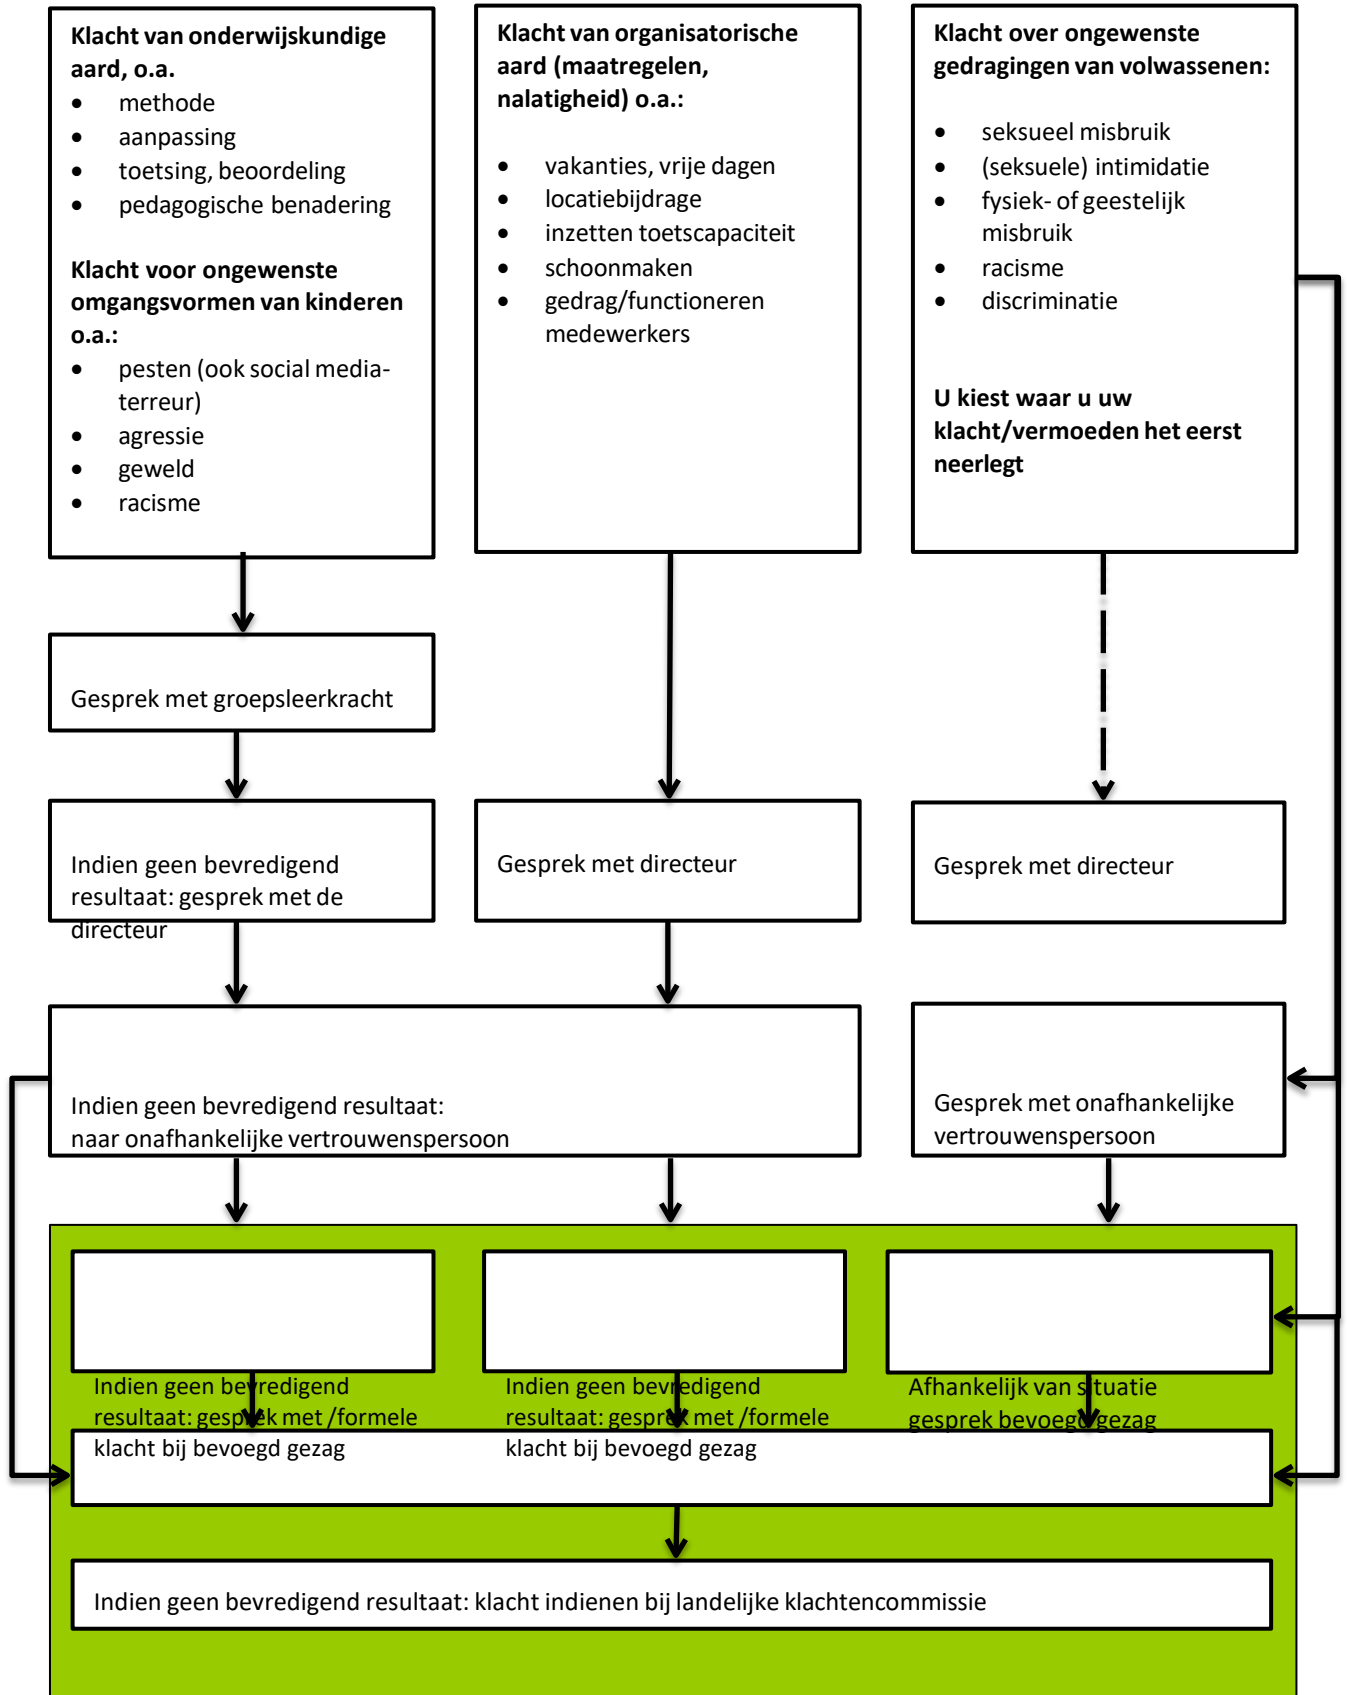 Klacht van onderwijskundige
aard, o.a.
• methode
• aanpassing
• toetsing, beoordeling
• pedagogische benadering
Klacht voor ongewenste
omgangsvormen van kinderen
o.a.:
• pesten (ook social media-
terreur)
• agressie
• geweld
• racisme
Klacht van organisatorische
aard (maatregelen,
nalatigheid) o.a.:
• vakanties, vrije dagen
• locatiebijdrage
• inzetten toetscapaciteit
• schoonmaken
• gedrag/functioneren
medewerkers
Klacht over ongewenste
gedragingen van volwassenen:
• seksueel misbruik
• (seksuele) intimidatie
• fysiek- of geestelijk
misbruik
• racisme
• discriminatie
U kiest waar u uw
klacht/vermoeden het eerst
neerlegt
Gesprek met groepsleerkracht
Indien geen bevredigend
resultaat: gesprek met de
directeur
Gesprek met directeur
Gesprek met directeur
Indien geen bevredigend resultaat:
naar onafhankelijke vertrouwenspersoon
Gesprek met onafhankelijke
vertrouwenspersoon
Indien geen bevredigend
resultaat: gesprek met /formele
klacht bij bevoegd gezag
Indien geen bevredigend
resultaat: gesprek met /formele
klacht bij bevoegd gezag
Afhankelijk van situatie
gesprek bevoegd gezag
Indien geen bevredigend resultaat: klacht indienen bij landelijke klachtencommissie